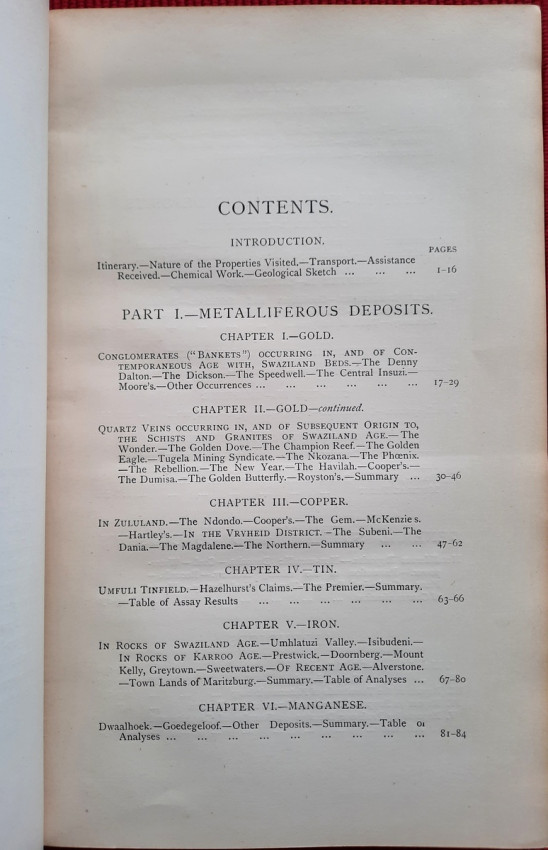 CONTENTS.
INTRODUCTION.
PAGES
Itinerary.—Nature of the Properties Visited.—Transport.—Assistance
Received.—Chemical Work.—Geological Sketch ... ... ... 1-16
PART I.—METALLIFEROUS DEPOSITS.
CHAPTER I.—GOLD.
CONGLOMERATES ("BANKETS") OCCURRING IN, AND OF CON-
TEMPORANEOUS AGE WITH, SWAZILAND BEDS.—The Denny
Dalton.—The Dickson.—The Speedwell.—The Central Insuzi.—
Moore's.—Other Occurrences ... ... ... ... ... ... 17-29
CHAPTER II.—GOLD—continued.
QUARTZ VEINS OCCURRING IN, AND OF SUBSEQUENT ORIGIN TO,
THE SCHISTS AND GRANITES OF SWAZILAND AGE.—The
Wonder.—The Golden Dove.—The Champion Reef.—The Golden
Eagle.—Tugela Mining Syndicate.—The Nkozana.—The Phœnix.
—The Rebellion.—The New Year.—The Havilah.—Cooper's.—
The Dumisa.—The Golden Butterfly.—Royston's.—Summary ... 30-46
CHAPTER III.—COPPER.
IN ZULULAND.—The Ndondo.—Cooper's.—The Gem.—McKenzie s.
—Hartley's.—IN THE VRYHEID DISTRICT.—The Subeni.—The
Dania.—The Magdalene.—The Northern.—Summary ... ... 47-62
CHAPTER IV.—TIN.
UMFULI TINFIELD.—Hazelhurst's Claims.—The Premier.—Summary.
—Table of Assay Results ... ... ... ... ... ... 63-66
CHAPTER V.—IRON.
IN ROCKS OF SWAZILAND AGE.—Umhlatuzi Valley.—Isibudeni.—
IN ROCKS OF KARROO AGE.—Prestwick.—Doornberg.—Mount
Kelly, Greytown.—Sweetwaters.—OF RECENT AGE.—Alverstone.
—Town Lands of Maritzburg.—Summary.—Table of Analyses ... 67-80
CHAPTER VI.—MANGANESE.
Dwaalhoek.—Goedegeloof.—Other Deposits.—Summary.—Table of
Analyses ... ... ... ... ... ... ... ... ... 81-84